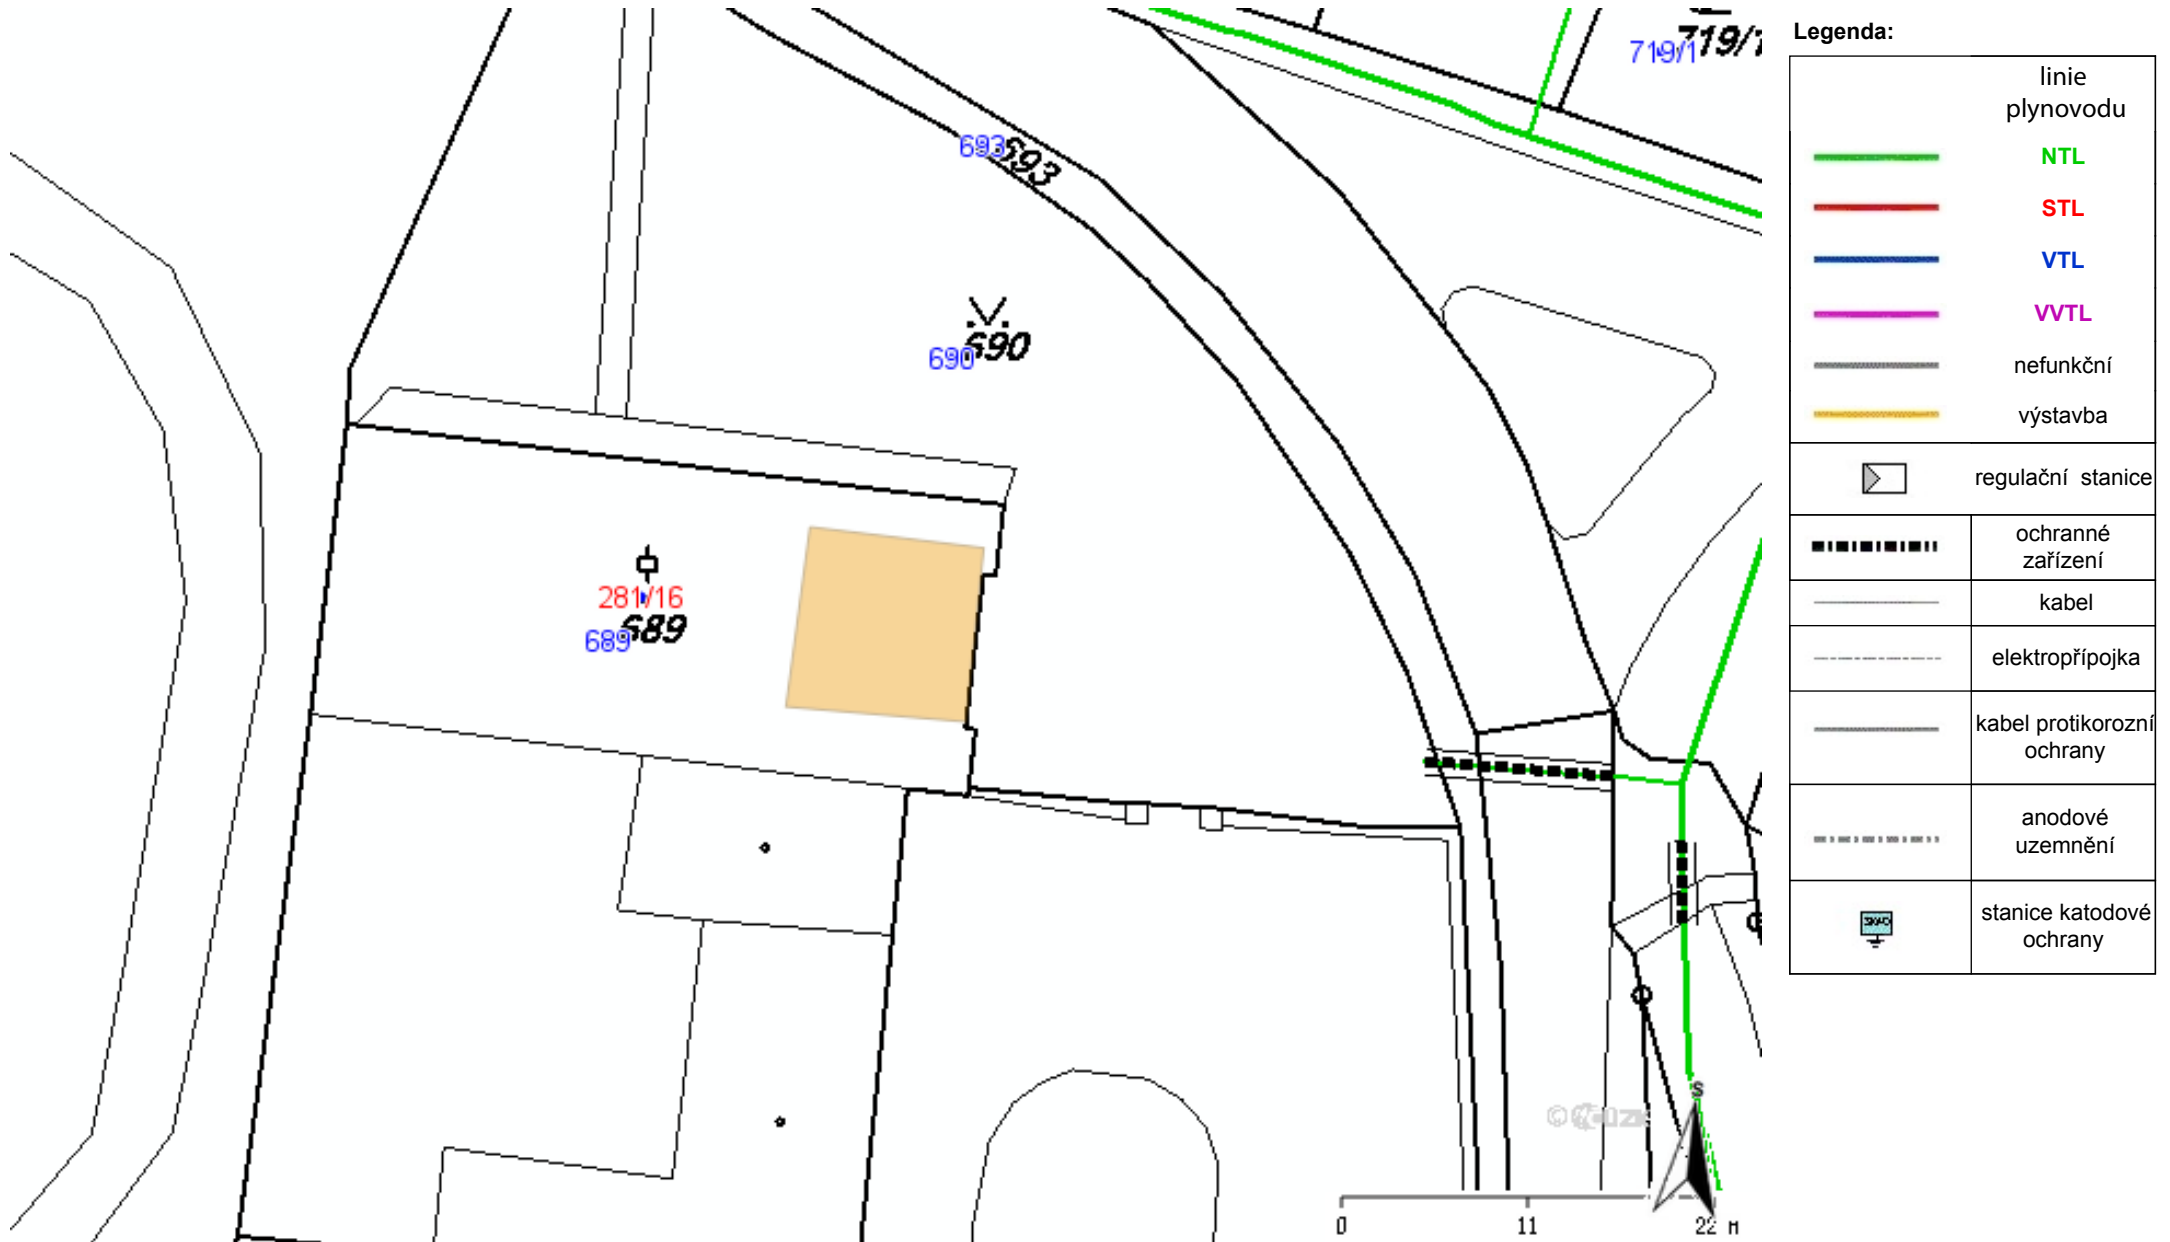 719/1
719/1
693
693
690
690
281/16
689
689
S
0
11
22 M
Legenda:
linie
plynovodu
NTL
STL
VTL
VVTL
nefunkční
výstavba
regulační stanice
ochranné
zařízení
kabel
elektropřípojka
kabel protikorozní
ochrany
anodové
uzemnění
SKAO
stanice katodové
ochrany